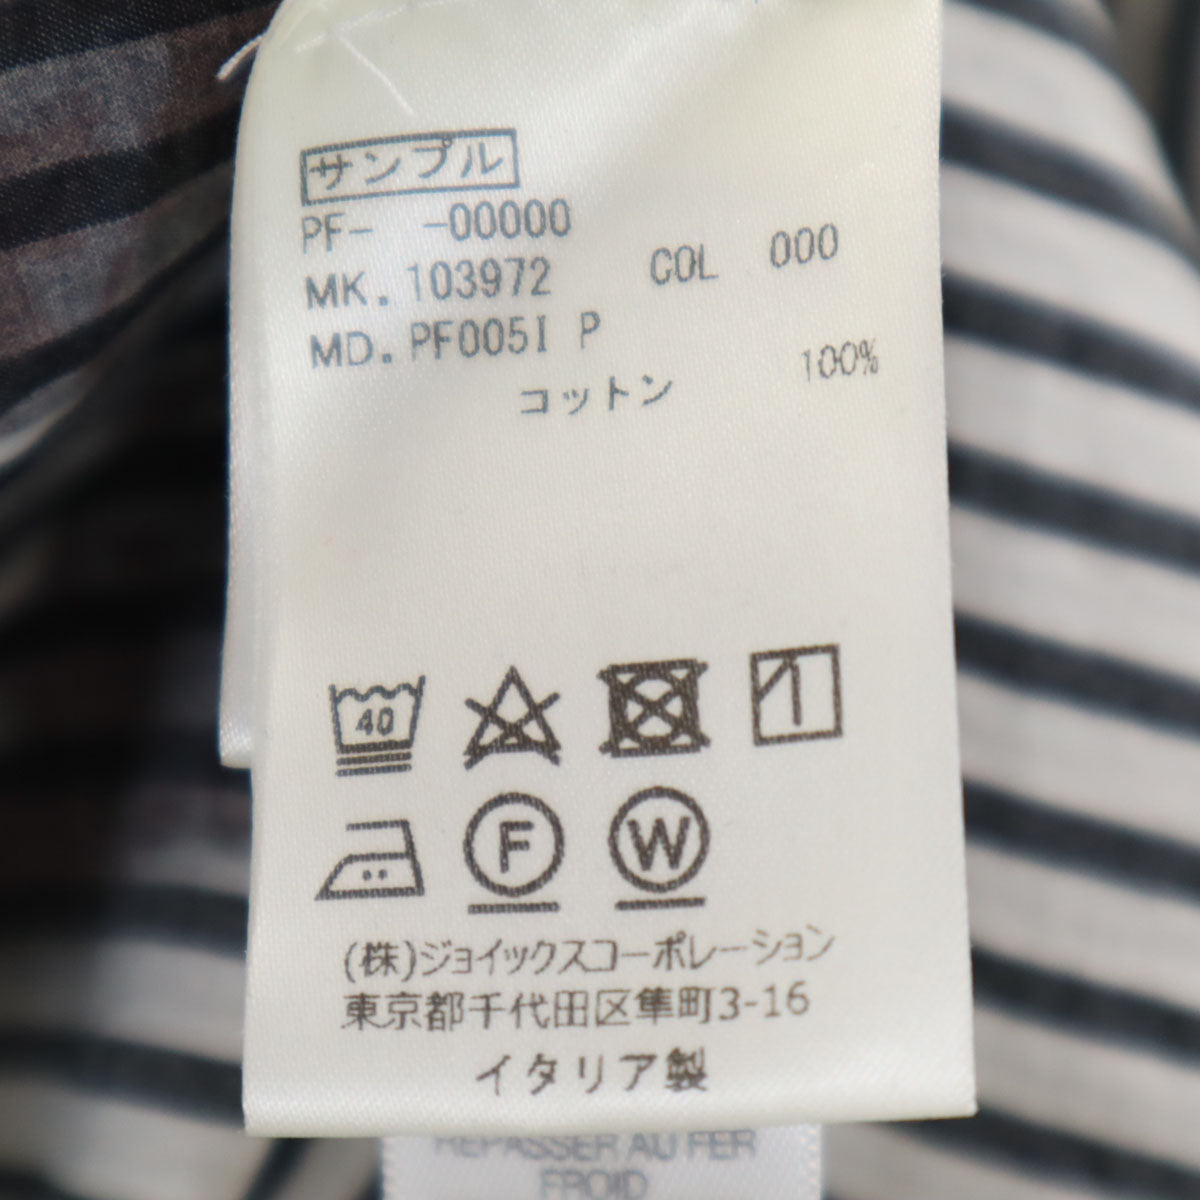 サンプル
PF- -00000
MK. 103972 COL 000
MD. PF005I P
コットン 100%
40
F W
(株)ジョイックスコーポレーション
東京都千代田区隼町3-16
イタリア製
REPASSER AU FER
FROID